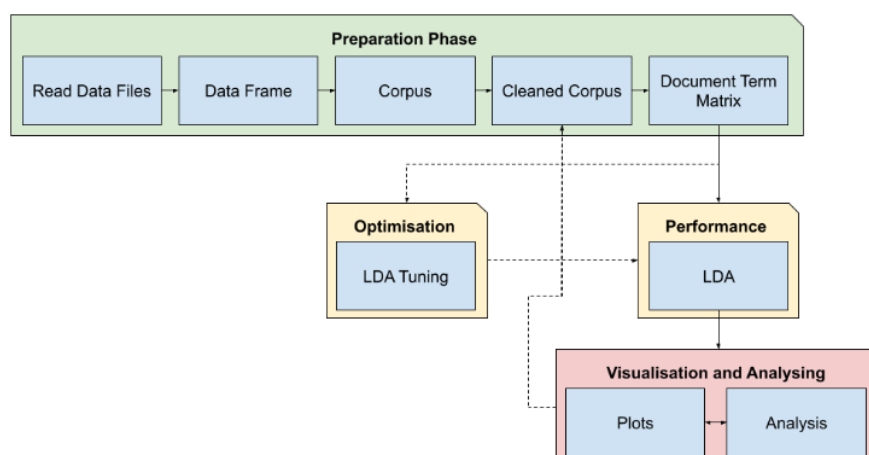 Preparation Phase
Read Data Files
Data Frame
Corpus
Cleaned Corpus
Document Term
Matrix
Optimisation
LDA Tuning
Performance
LDA
Visualisation and Analysing
Plots
Analysis